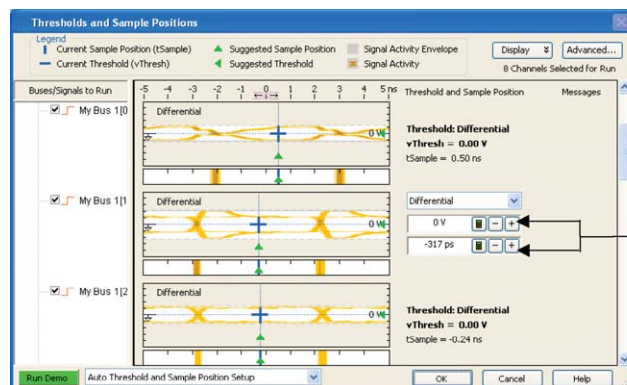 Thresholds and Sample Positions
Legend
Current Sample Position (tSample)
Suggested Sample Position
Signal Activity Envelope
Current Threshold (vThresh)
Suggested Threshold
Signal Activity
Display
Advanced...
8 Channels Selected for Run
Buses/Signals to Run
-5 -4 -3 -2 -1 0 1 2 3 4 5 ns
Threshold and Sample Position
Messages
My Bus 1[0
Differential
0 V
Threshold: Differential
vThresh = 0.00 V
tSample = 0.50 ns
My Bus 1[1
Differential
0 V
Differential
0 V
-317 ps
My Bus 1[2
Differential
0 V
Threshold: Differential
vThresh = 0.00 V
tSample = -0.24 ns
Run Demo
Auto Threshold and Sample Position Setup
OK
Cancel
Help